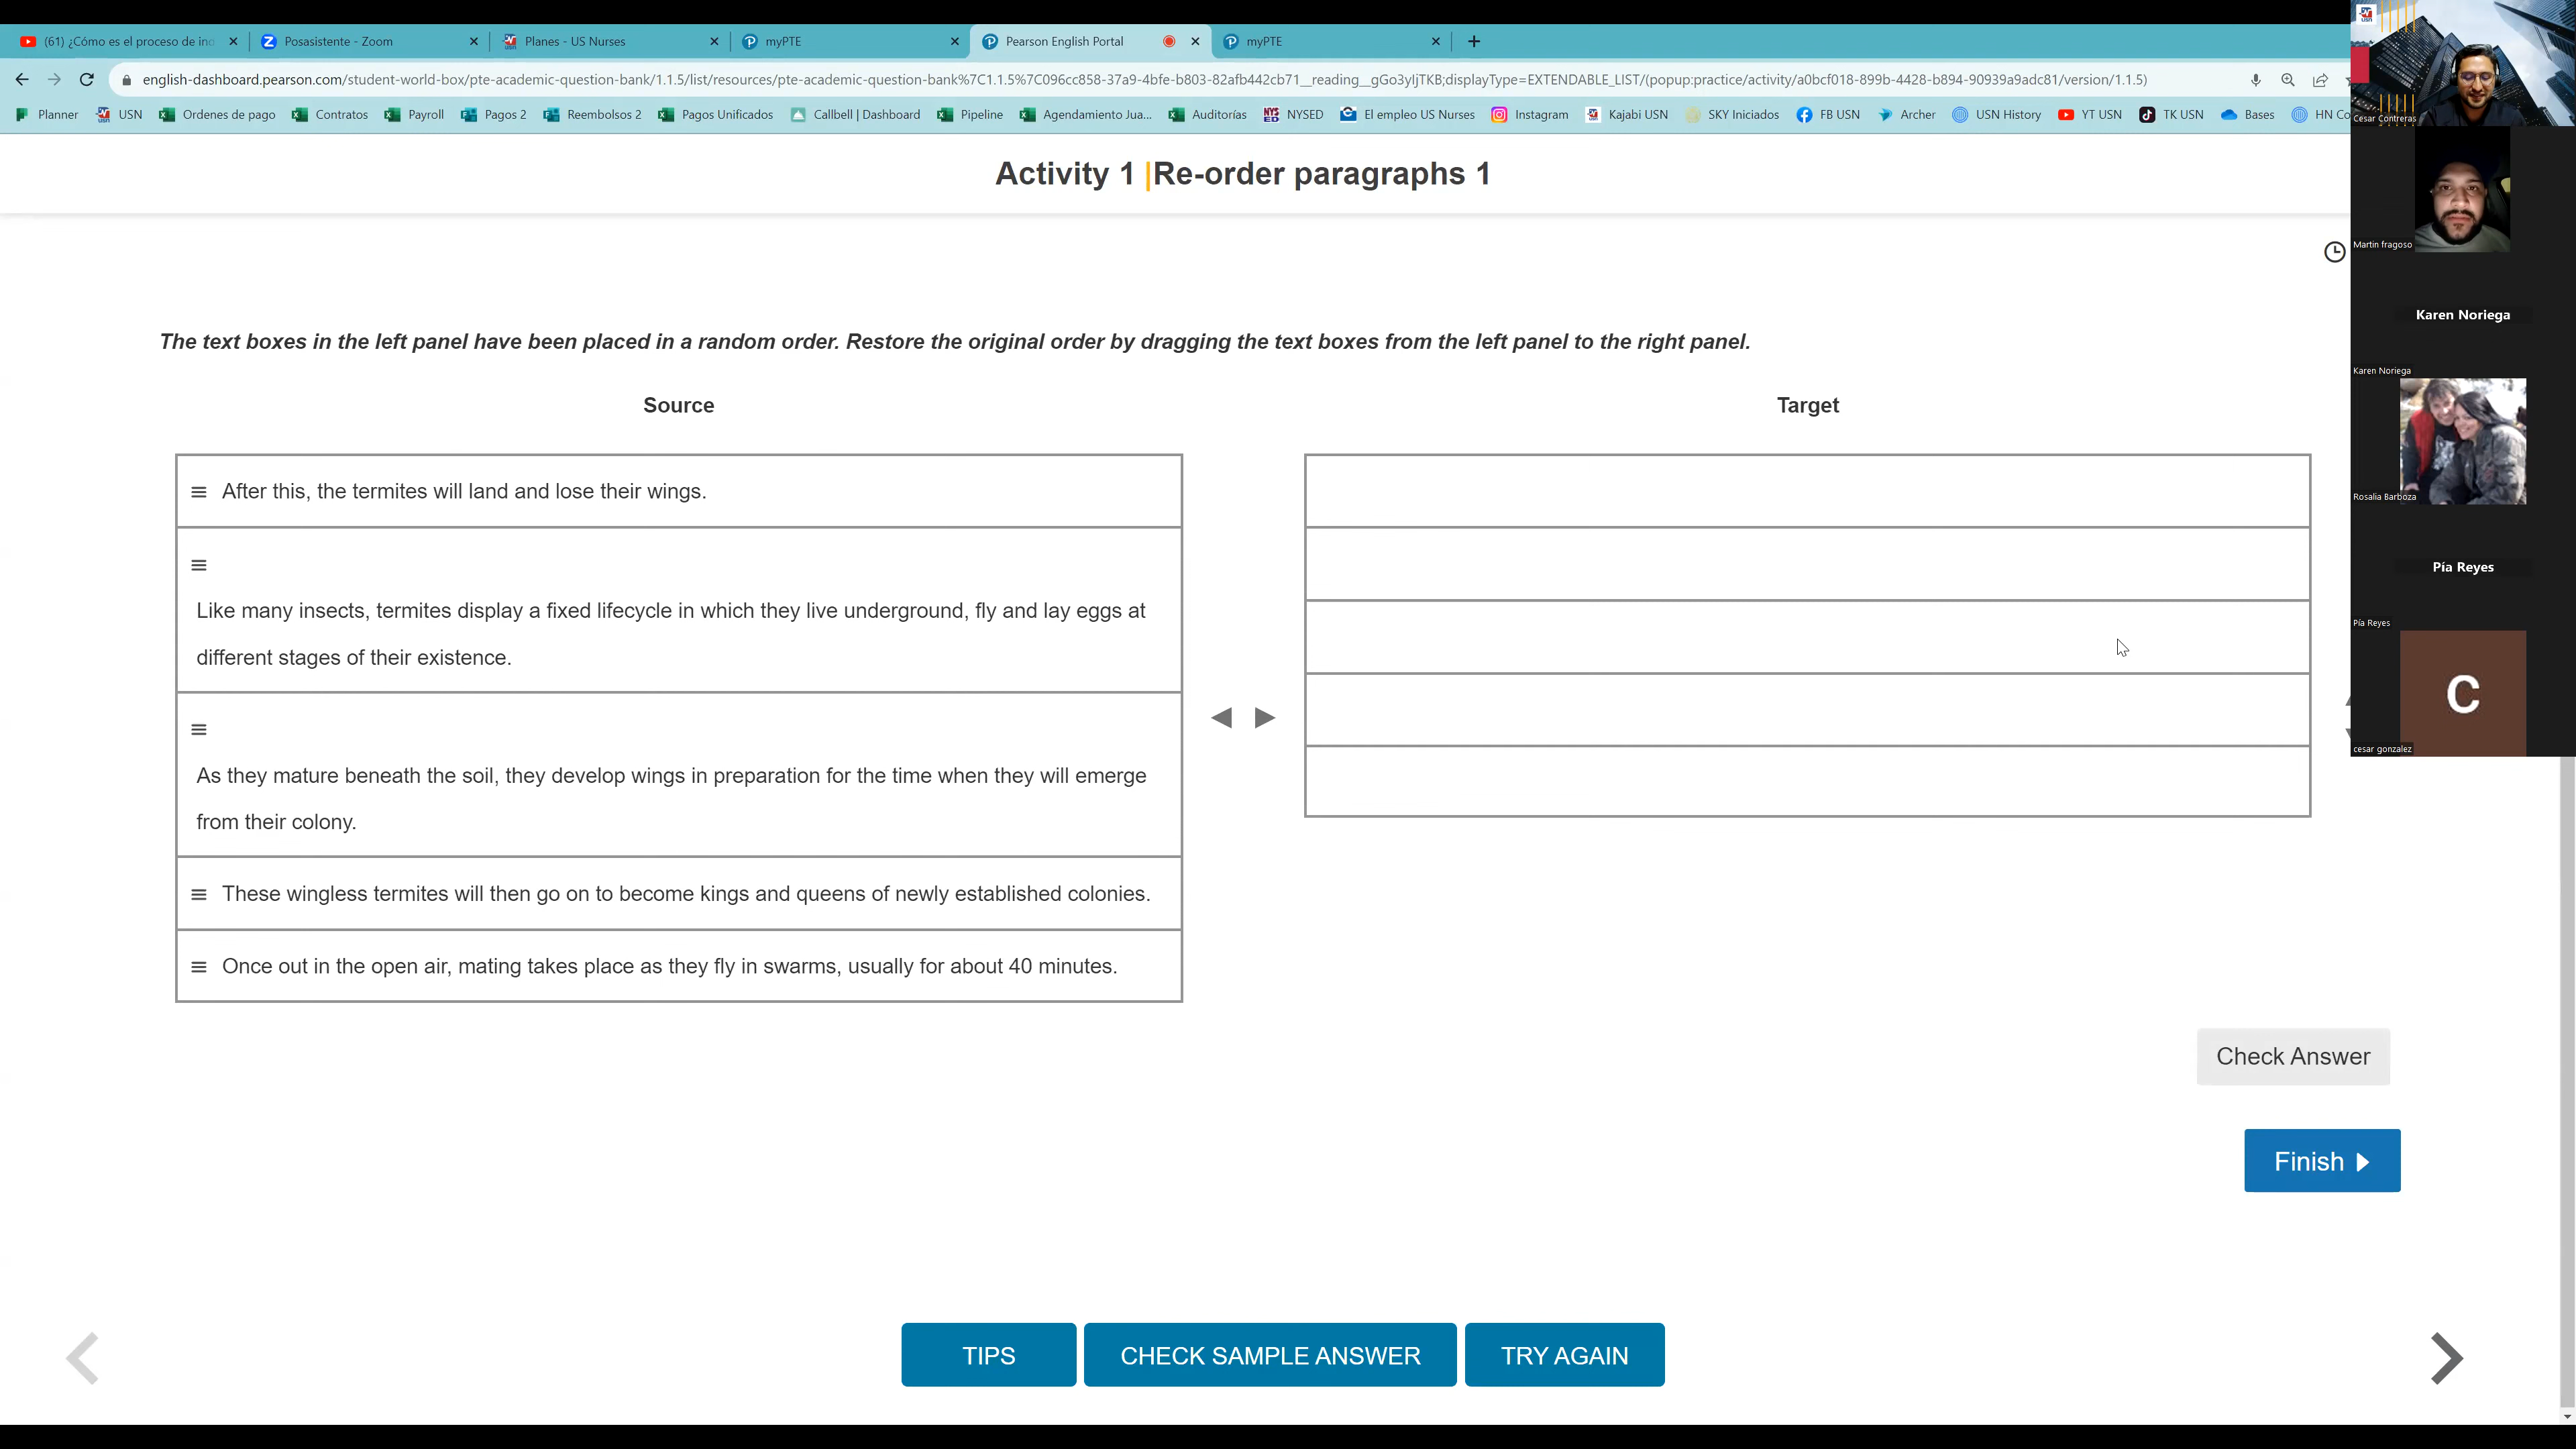 (61) ¿Cómo es el proceso de ind
Posasistente - Zoom
Planes - US Nurses
myPTE
Pearson English Portal
myPTE
english-dashboard.pearson.com/student-world-box/pte-academic-question-bank/1.1.5/list/resources/pte-academic-question-bank%7C1.1.5%7C096cc858-37a9-4bfe-b803-82afb442cb71__reading__gGo3yIjTKB;displayType=EXTENDABLE_LIST/(popup:practice/activity/a0bcf018-899b-4428-b894-90939a9adc81/version/1.1.5)
Planner USN Ordenes de pago Contratos Payroll Pagos 2 Reembolsos 2 Pagos Unificados Callbell | Dashboard Pipeline Agendamiento Jua... Auditorías NYSED El empleo US Nurses Instagram Kajabi USN SKY Iniciados FB USN Archer USN History YT USN TK USN Bases HN Co
Activity 1 | Re-order paragraphs 1
The text boxes in the left panel have been placed in a random order. Restore the original order by dragging the text boxes from the left panel to the right panel.
Source
Target
After this, the termites will land and lose their wings.
Like many insects, termites display a fixed lifecycle in which they live underground, fly and lay eggs at
different stages of their existence.
As they mature beneath the soil, they develop wings in preparation for the time when they will emerge
from their colony.
These wingless termites will then go on to become kings and queens of newly established colonies.
Once out in the open air, mating takes place as they fly in swarms, usually for about 40 minutes.
Check Answer
Finish
TIPS
CHECK SAMPLE ANSWER
TRY AGAIN
USN
Cesar Contreras
Martin fragoso
Karen Noriega
Karen Noriega
Rosalia Barboza
Pía Reyes
Pía Reyes
C
cesar gonzalez